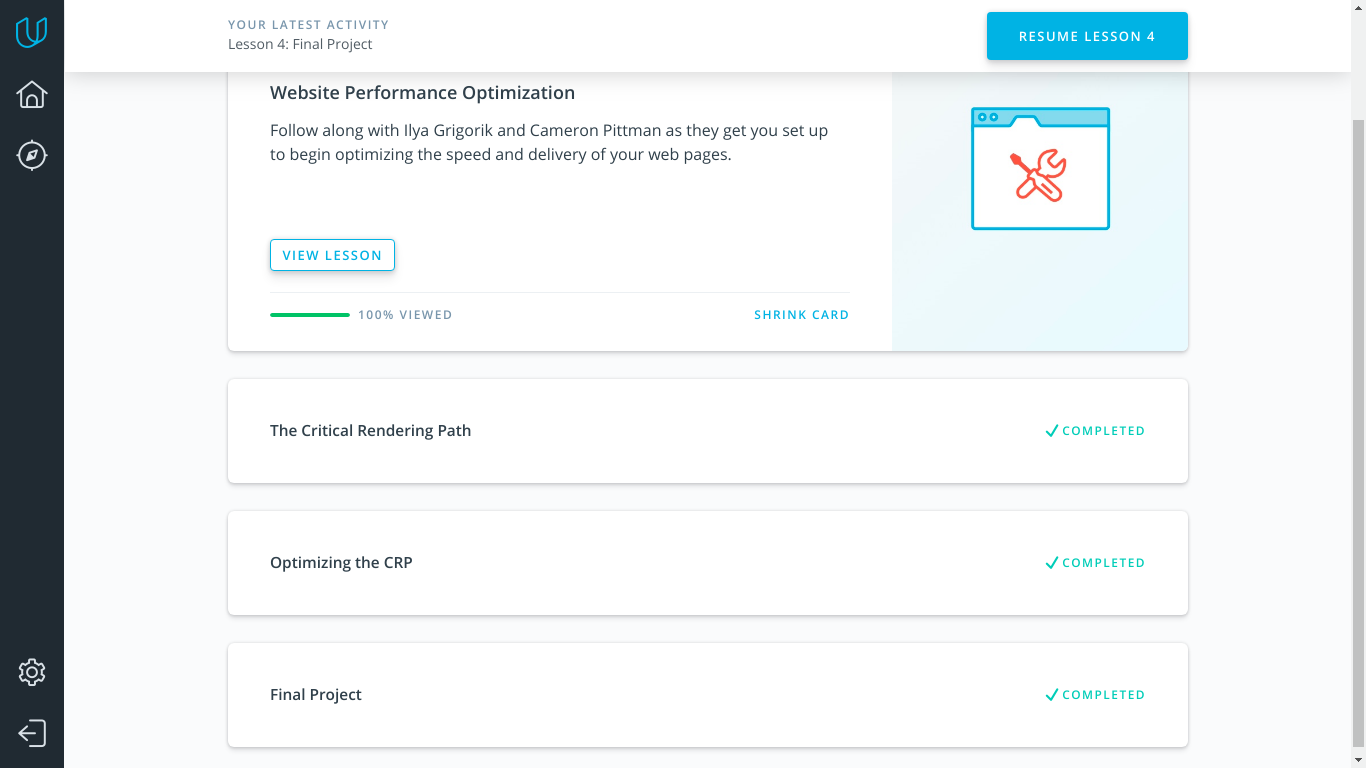 YOUR LATEST ACTIVITY
Lesson 4: Final Project
RESUME LESSON 4
Website Performance Optimization
Follow along with Ilya Grigorik and Cameron Pittman as they get you set up
to begin optimizing the speed and delivery of your web pages.
VIEW LESSON
100% VIEWED
SHRINK CARD
The Critical Rendering Path
COMPLETED
Optimizing the CRP
COMPLETED
Final Project
COMPLETED